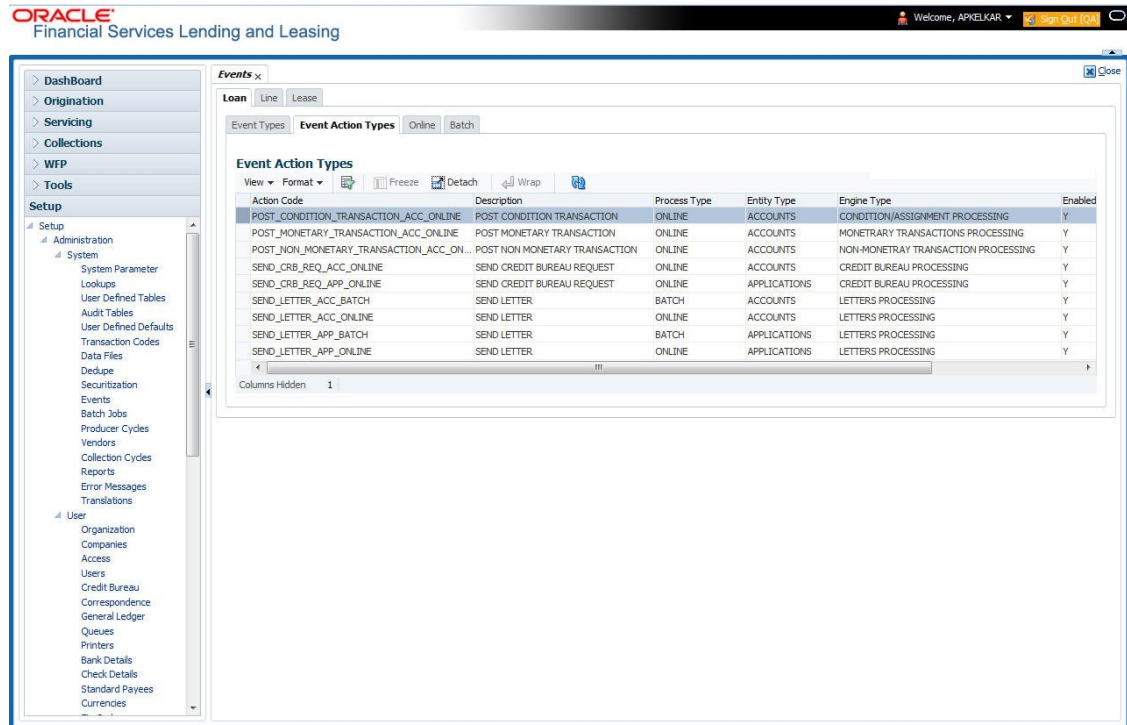 ORACLE
Financial Services Lending and Leasing
Welcome, APKELKAR
Sign Out [QA]
DashBoard
Origination
Servicing
Collections
WFP
Tools
Setup
Setup
Administration
System
System Parameter
Lookups
User Defined Tables
Audit Tables
User Defined Defaults
Transaction Codes
Data Files
Dedupe
Securitization
Events
Batch Jobs
Producer Cycles
Vendors
Collection Cycles
Reports
Error Messages
Translations
User
Organization
Companies
Access
Users
Credit Bureau
Correspondence
General Ledger
Queues
Printers
Bank Details
Check Details
Standard Payees
Currencies
Events
Close
Loan Line Lease
Event Types Event Action Types Online Batch
Event Action Types
View Format Freeze Detach Wrap
Action Code Description Process Type Entity Type Engine Type Enabled
POST_CONDITION_TRANSACTION_ACC_ONLINE POST CONDITION TRANSACTION ONLINE ACCOUNTS CONDITION/ASSIGNMENT PROCESSING Y
POST_MONETARY_TRANSACTION_ACC_ONLINE POST MONETARY TRANSACTION ONLINE ACCOUNTS MONETRARY TRANSACTIONS PROCESSING Y
POST_NON_MONETARY_TRANSACTION_ACC_ON... POST NON MONETARY TRANSACTION ONLINE ACCOUNTS NON-MONETRAY TRANSACTION PROCESSING Y
SEND_CRB_REQ_ACC_ONLINE SEND CREDIT BUREAU REQUEST ONLINE ACCOUNTS CREDIT BUREAU PROCESSING Y
SEND_CRB_REQ_APP_ONLINE SEND CREDIT BUREAU REQUEST ONLINE APPLICATIONS CREDIT BUREAU PROCESSING Y
SEND_LETTER_ACC_BATCH SEND LETTER BATCH ACCOUNTS LETTERS PROCESSING Y
SEND_LETTER_ACC_ONLINE SEND LETTER ONLINE ACCOUNTS LETTERS PROCESSING Y
SEND_LETTER_APP_BATCH SEND LETTER BATCH APPLICATIONS LETTERS PROCESSING Y
SEND_LETTER_APP_ONLINE SEND LETTER ONLINE APPLICATIONS LETTERS PROCESSING Y
Columns Hidden 1